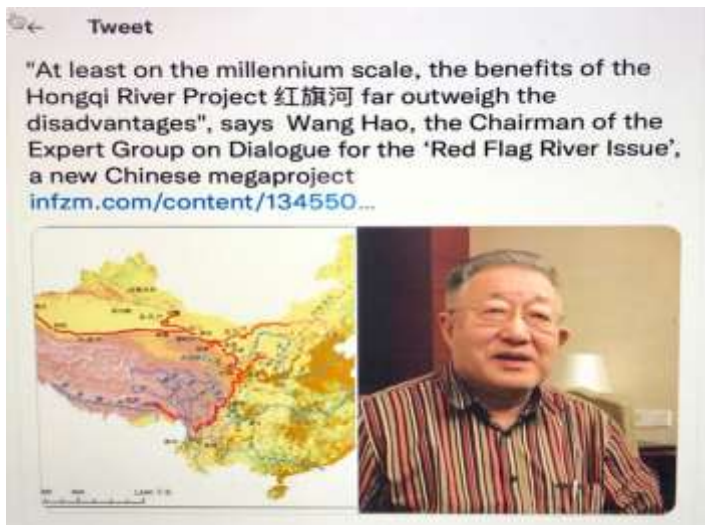 Tweet
"At least on the millennium scale, the benefits of the
Hongqi River Project 红旗河 far outweigh the
disadvantages", says Wang Hao, the Chairman of the
Expert Group on Dialogue for the ‘Red Flag River Issue’,
a new Chinese megaproject
infzm.com/content/134550...